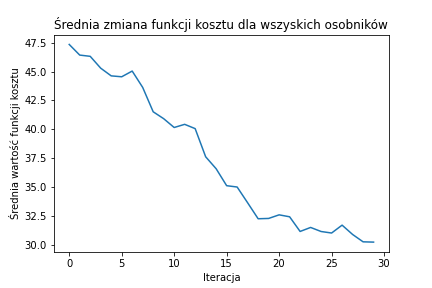 Średnia zmiana funkcji kosztu dla wszyskich osobników
47.5
45.0
42.5
40.0
37.5
35.0
32.5
30.0
Średnia wartość funkcji kosztu
0 5 10 15 20 25 30
Iteracja